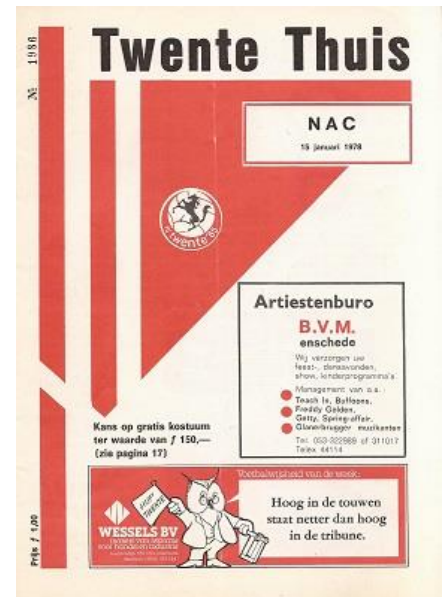 Twente Thuis
№ 1986
NAC
15 januari 1978
fc twente '65
Artiestenburo
B.V.M.
enschede
Wij verzorgen uw
feest-, dansavonden,
show, kinderprogramma's.
Management van o.a.:
Teach In, Buffoons,
Freddy Golden,
Getty, Spring-affair,
Glanerbrugger muzikanten
Tel. 053-322989 of 311017
Telex 44114
Kans op gratis kostuum
ter waarde van ƒ 150,—
(zie pagina 17)
Voetbalwijsheid van de week:
Hoog in de touwen
staat netter dan hoog
in de tribune.
WESSELS BV
Prijs ƒ 1,00